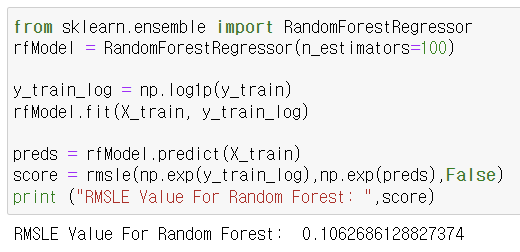 from sklearn.ensemble import RandomForestRegressor
rfModel = RandomForestRegressor(n_estimators=100)
y_train_log = np.log1p(y_train)
rfModel.fit(X_train, y_train_log)
preds = rfModel.predict(X_train)
score = rmsle(np.exp(y_train_log),np.exp(preds),False)
print ("RMSLE Value For Random Forest: ",score)
RMSLE Value For Random Forest:  0.1062686128827374